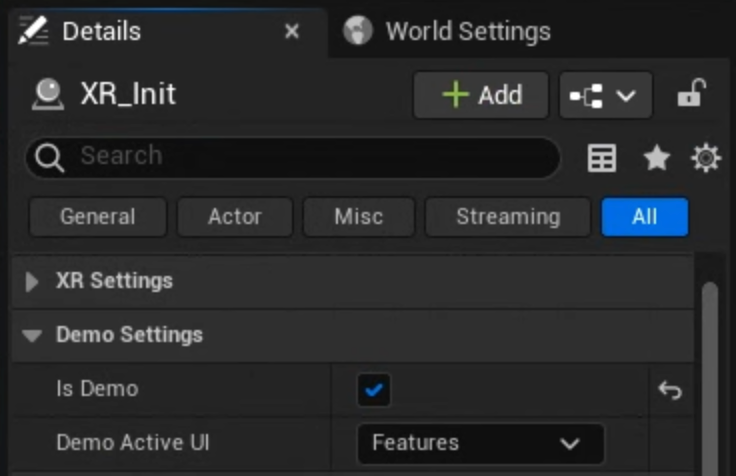 Details World Settings
XR_Init Add
Search
General Actor Misc Streaming All
XR Settings
Demo Settings
Is Demo
Demo Active UI Features